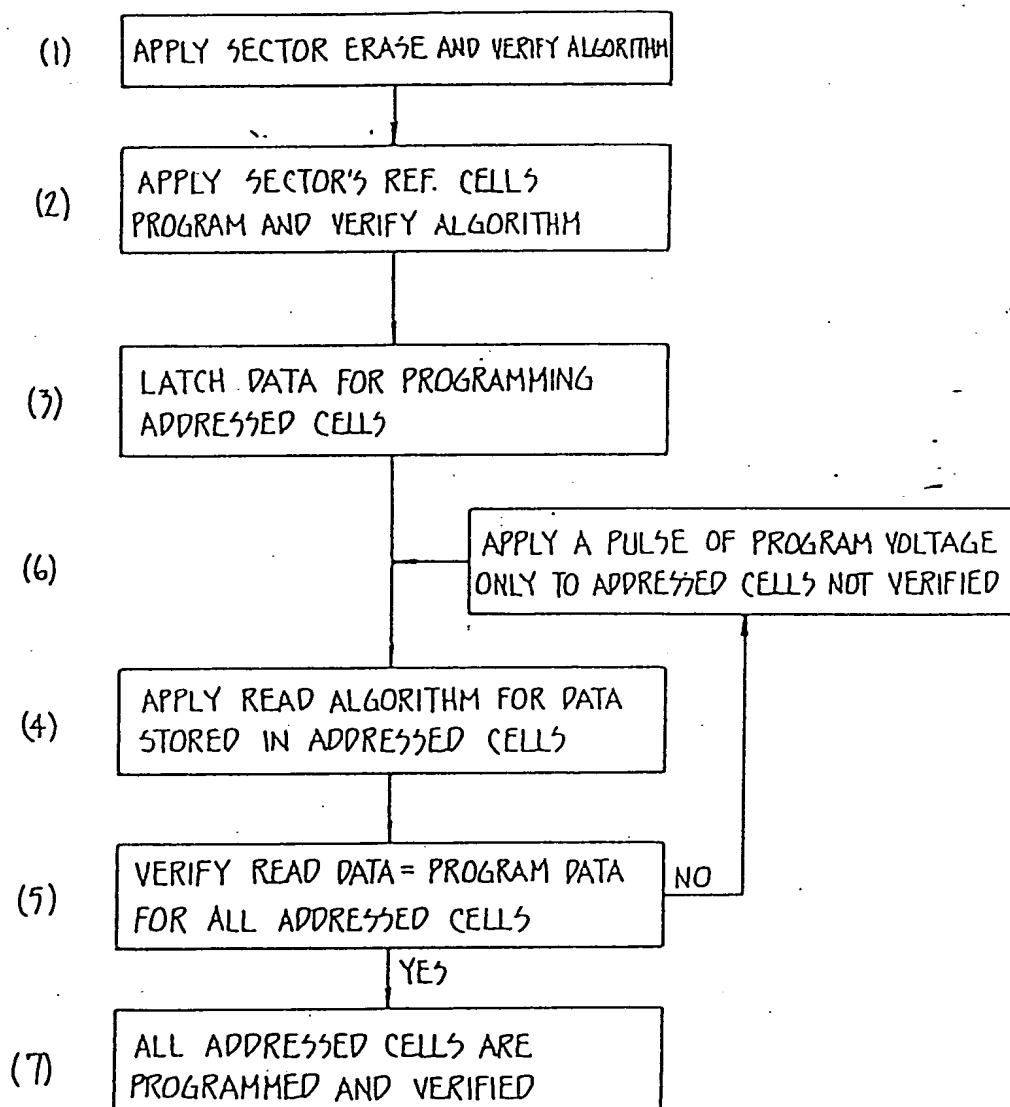 (1)
APPLY SECTOR ERASE AND VERIFY ALGORITHM
(2)
APPLY SECTOR'S REF. CELLS
PROGRAM AND VERIFY ALGORITHM
(3)
LATCH DATA FOR PROGRAMMING
ADDRESSED CELLS
(6)
APPLY A PULSE OF PROGRAM VOLTAGE
ONLY TO ADDRESSED CELLS NOT VERIFIED
(4)
APPLY READ ALGORITHM FOR DATA
STORED IN ADDRESSED CELLS
(5)
VERIFY READ DATA = PROGRAM DATA
FOR ALL ADDRESSED CELLS
NO
YES
(7)
ALL ADDRESSED CELLS ARE
PROGRAMMED AND VERIFIED